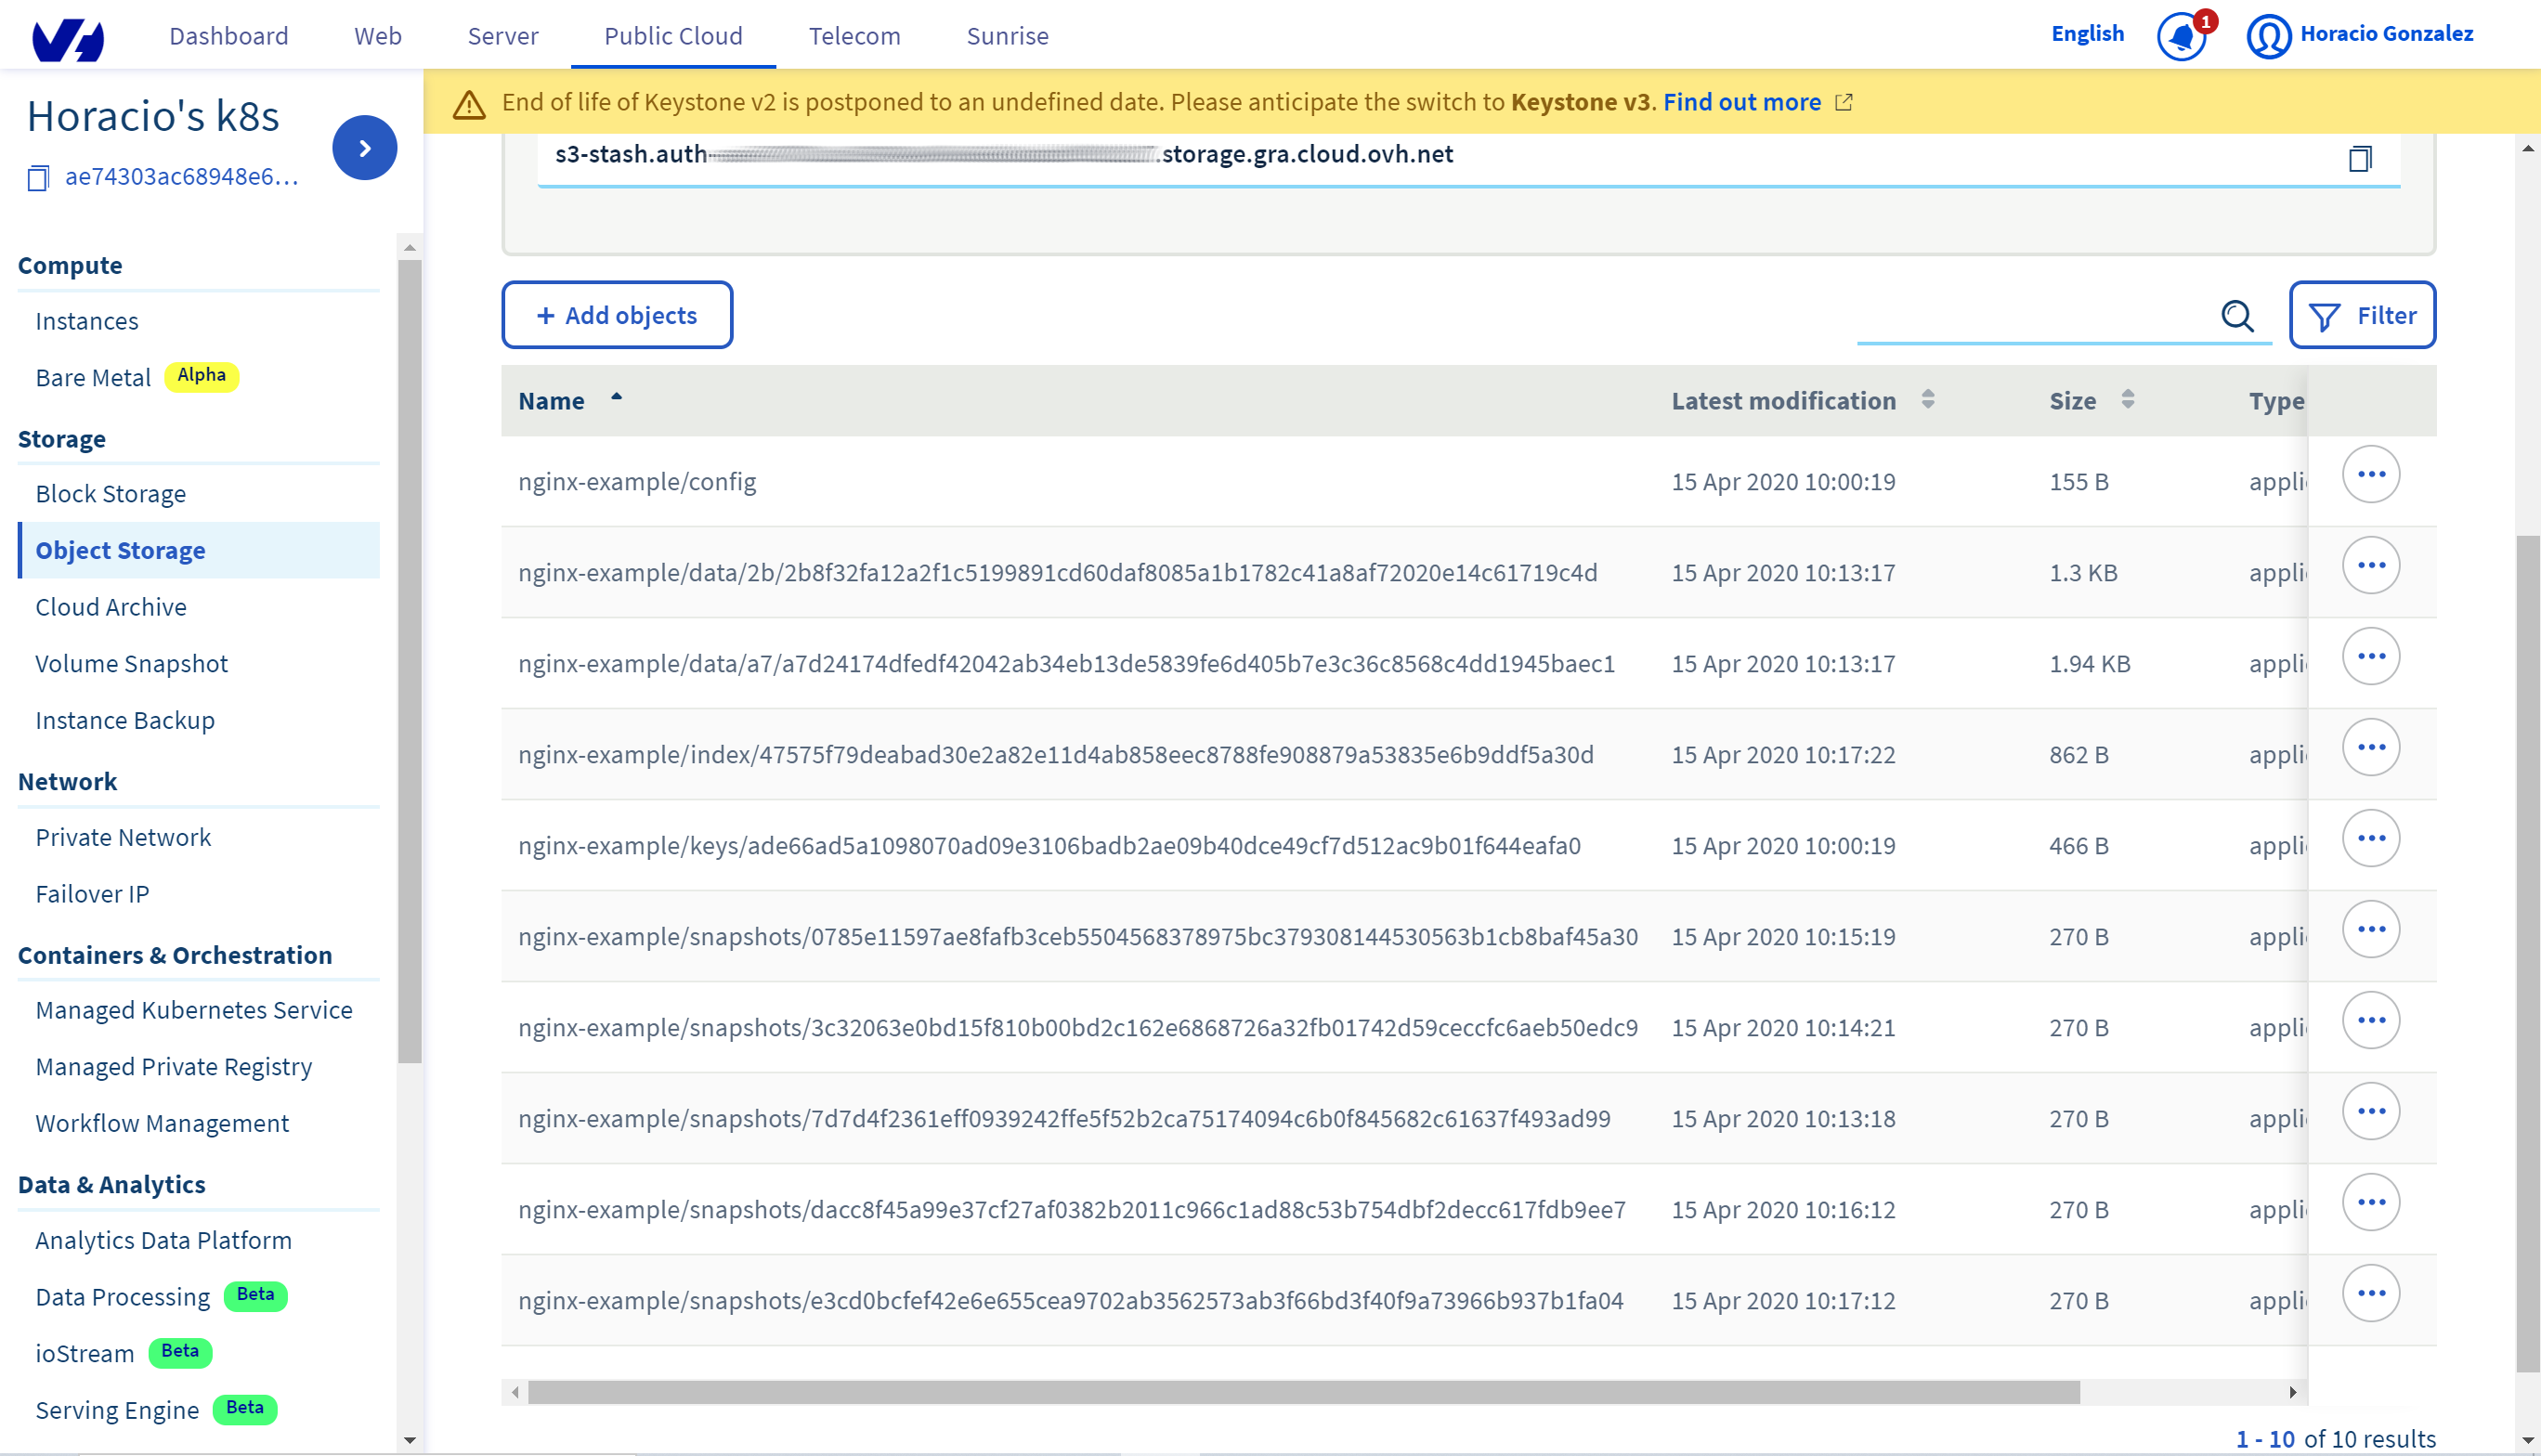 Dashboard Web Server Public Cloud Telecom Sunrise English 1 Horacio Gonzalez
Horacio's k8s
ae74303ac68948e6...
Compute
Instances
Bare Metal Alpha
Storage
Block Storage
Object Storage
Cloud Archive
Volume Snapshot
Instance Backup
Network
Private Network
Failover IP
Containers & Orchestration
Managed Kubernetes Service
Managed Private Registry
Workflow Management
Data & Analytics
Analytics Data Platform
Data Processing Beta
ioStream Beta
Serving Engine Beta
End of life of Keystone v2 is postponed to an undefined date. Please anticipate the switch to Keystone v3. Find out more
s3-stash.auth .storage.gra.cloud.ovh.net
+ Add objects Filter
Name Latest modification Size Type
nginx-example/config 15 Apr 2020 10:00:19 155 B appli
nginx-example/data/2b/2b8f32fa12a2f1c5199891cd60daf8085a1b1782c41a8af72020e14c61719c4d 15 Apr 2020 10:13:17 1.3 KB appli
nginx-example/data/a7/a7d24174dfedf42042ab34eb13de5839fe6d405b7e3c36c8568c4dd1945baec1 15 Apr 2020 10:13:17 1.94 KB appli
nginx-example/index/47575f79deabad30e2a82e11d4ab858eec8788fe908879a53835e6b9ddf5a30d 15 Apr 2020 10:17:22 862 B appli
nginx-example/keys/ade66ad5a1098070ad09e3106badb2ae09b40dce49cf7d512ac9b01f644eafa0 15 Apr 2020 10:00:19 466 B appli
nginx-example/snapshots/0785e11597ae8fafb3ceb5504568378975bc379308144530563b1cb8baf45a30 15 Apr 2020 10:15:19 270 B appli
nginx-example/snapshots/3c32063e0bd15f810b00bd2c162e6868726a32fb01742d59ceccfc6aeb50edc9 15 Apr 2020 10:14:21 270 B appli
nginx-example/snapshots/7d7d4f2361eff0939242ffe5f52b2ca75174094c6b0f845682c61637f493ad99 15 Apr 2020 10:13:18 270 B appli
nginx-example/snapshots/dacc8f45a99e37cf27af0382b2011c966c1ad88c53b754dbf2decc617fdb9ee7 15 Apr 2020 10:16:12 270 B appli
nginx-example/snapshots/e3cd0bcfef42e6e655cea9702ab3562573ab3f66bd3f40f9a73966b937b1fa04 15 Apr 2020 10:17:12 270 B appli
1 - 10 of 10 results